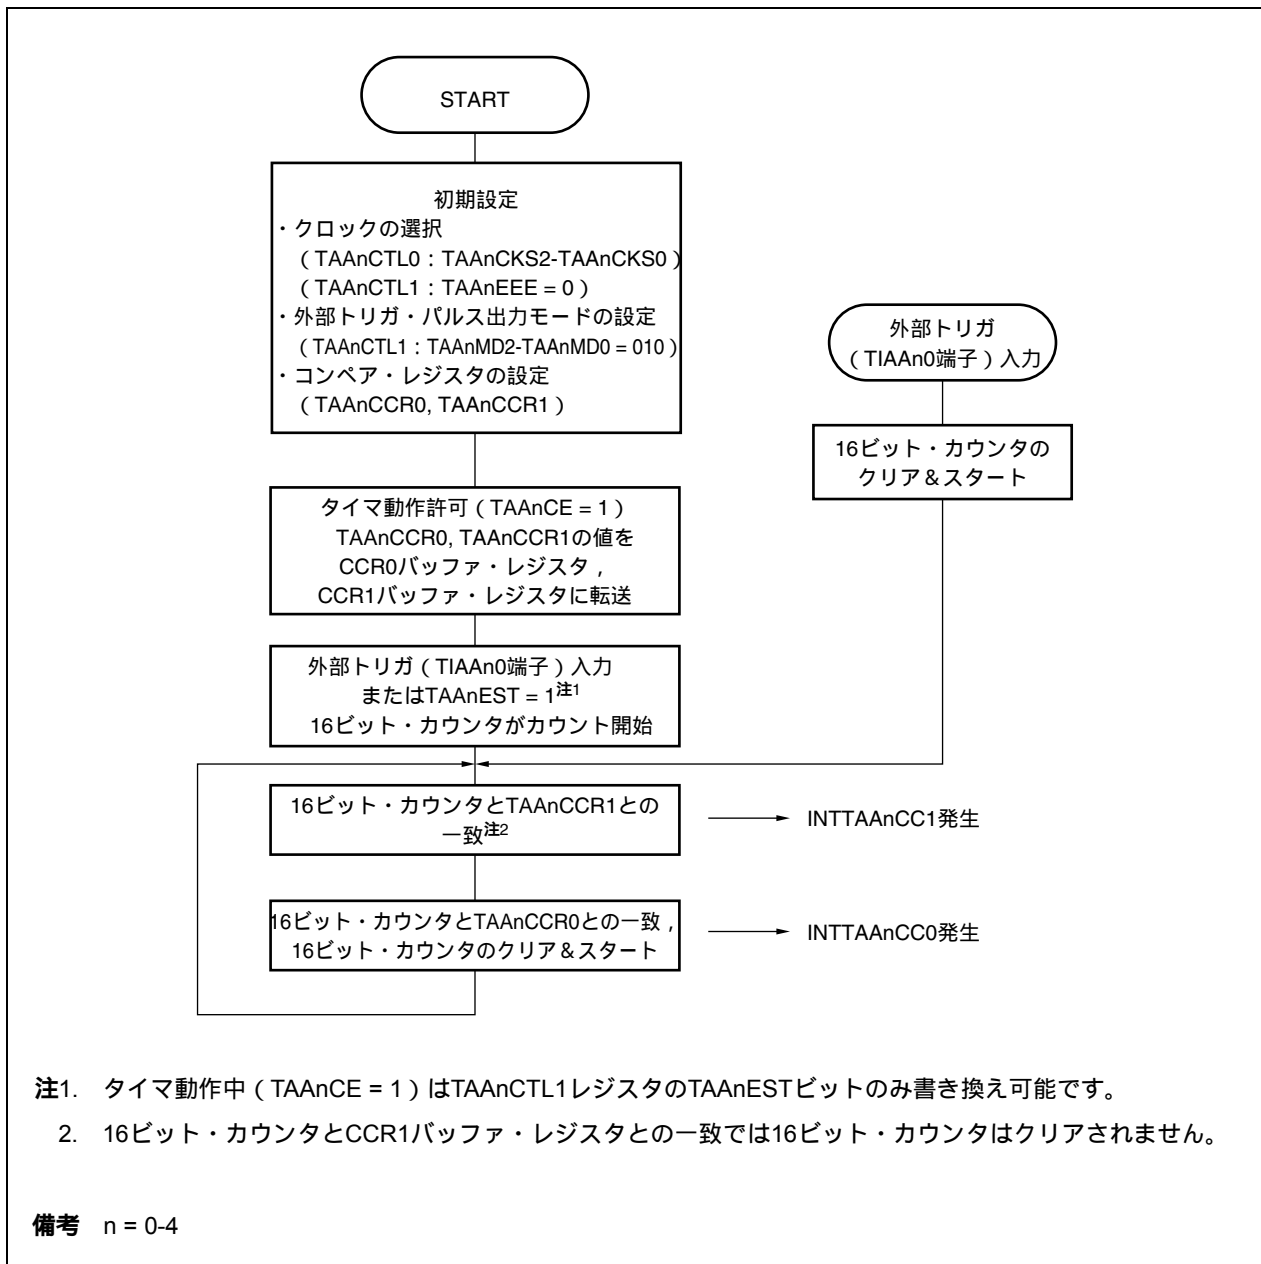 START
初期設定
・クロックの選択
（TAAnCTL0：TAAnCKS2-TAAnCKS0）
（TAAnCTL1：TAAnEEE = 0）
・外部トリガ・パルス出力モードの設定
（TAAnCTL1：TAAnMD2-TAAnMD0 = 010）
・コンペア・レジスタの設定
（TAAnCCR0, TAAnCCR1）
外部トリガ
（TIAAn0端子）入力
16ビット・カウンタの
クリア＆スタート
タイマ動作許可（TAAnCE = 1）
TAAnCCR0, TAAnCCR1の値を
CCR0バッファ・レジスタ，
CCR1バッファ・レジスタに転送
外部トリガ（TIAAn0端子）入力
またはTAAnEST = 1注1
16ビット・カウンタがカウント開始
16ビット・カウンタとTAAnCCR1との
一致注2
INTTAAnCC1発生
16ビット・カウンタとTAAnCCR0との一致，
16ビット・カウンタのクリア＆スタート
INTTAAnCC0発生
注1. タイマ動作中（TAAnCE = 1）はTAAnCTL1レジスタのTAAnESTビットのみ書き換え可能です。
2. 16ビット・カウンタとCCR1バッファ・レジスタとの一致では16ビット・カウンタはクリアされません。
備考 n = 0-4